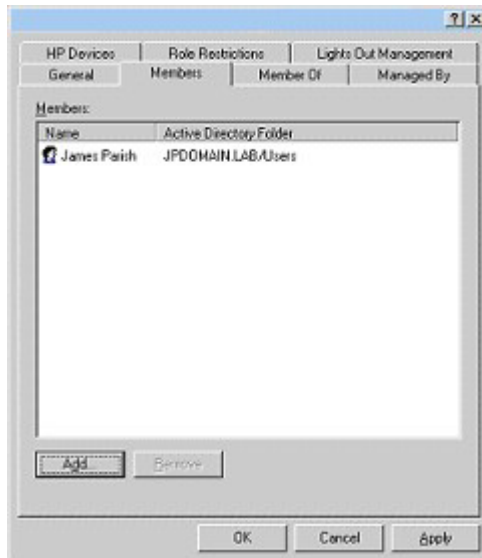 ? x
HP Devices Role Restrictions Lights Out Management
General Members Member Of Managed By
Members:
Name Active Directory Folder
James Parish JPDOMAIN.LAB/Users
Add... Remove
OK Cancel Apply